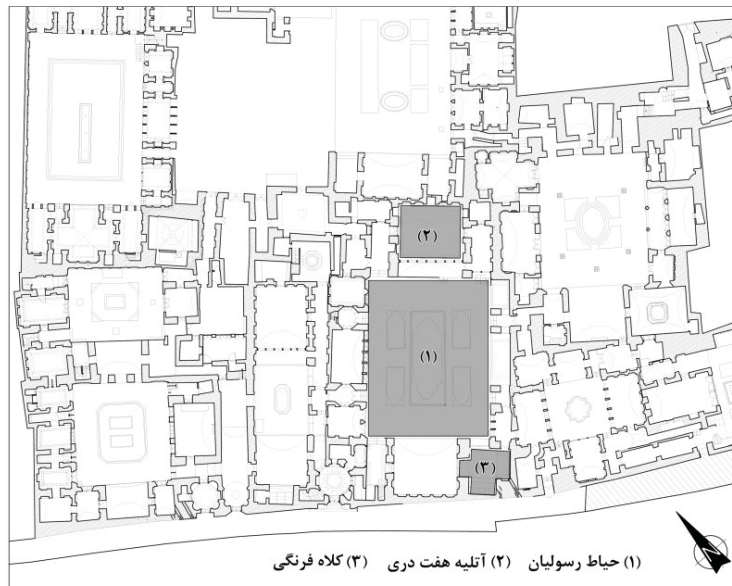 (۲)
(۱)
(۳)
(۱) حیاط رسولیان (۲) آتلیه هفت دری (۳) کلاه فرنگی